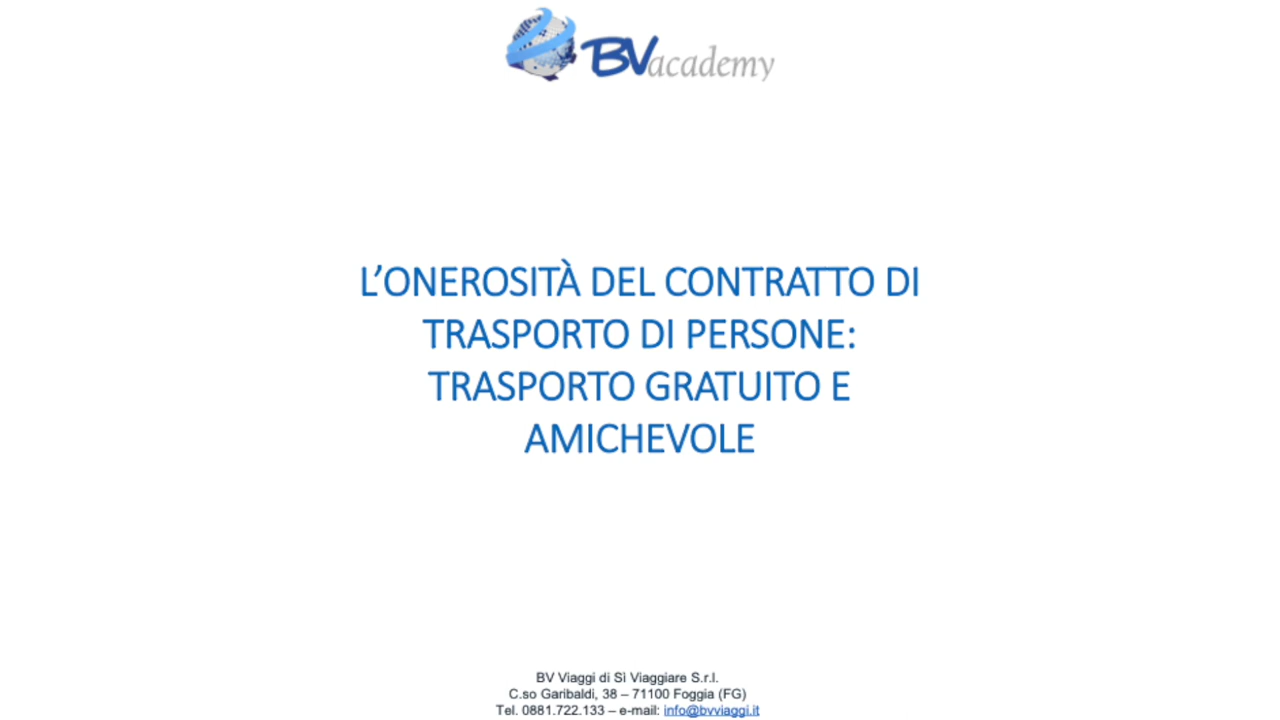 BVacademy
L’ONEROSITÀ DEL CONTRATTO DI
TRASPORTO DI PERSONE:
TRASPORTO GRATUITO E
AMICHEVOLE
BV Viaggi di Sì Viaggiare S.r.l.
C.so Garibaldi, 38 – 71100 Foggia (FG)
Tel. 0881.722.133 – e-mail: info@bvviaggi.it